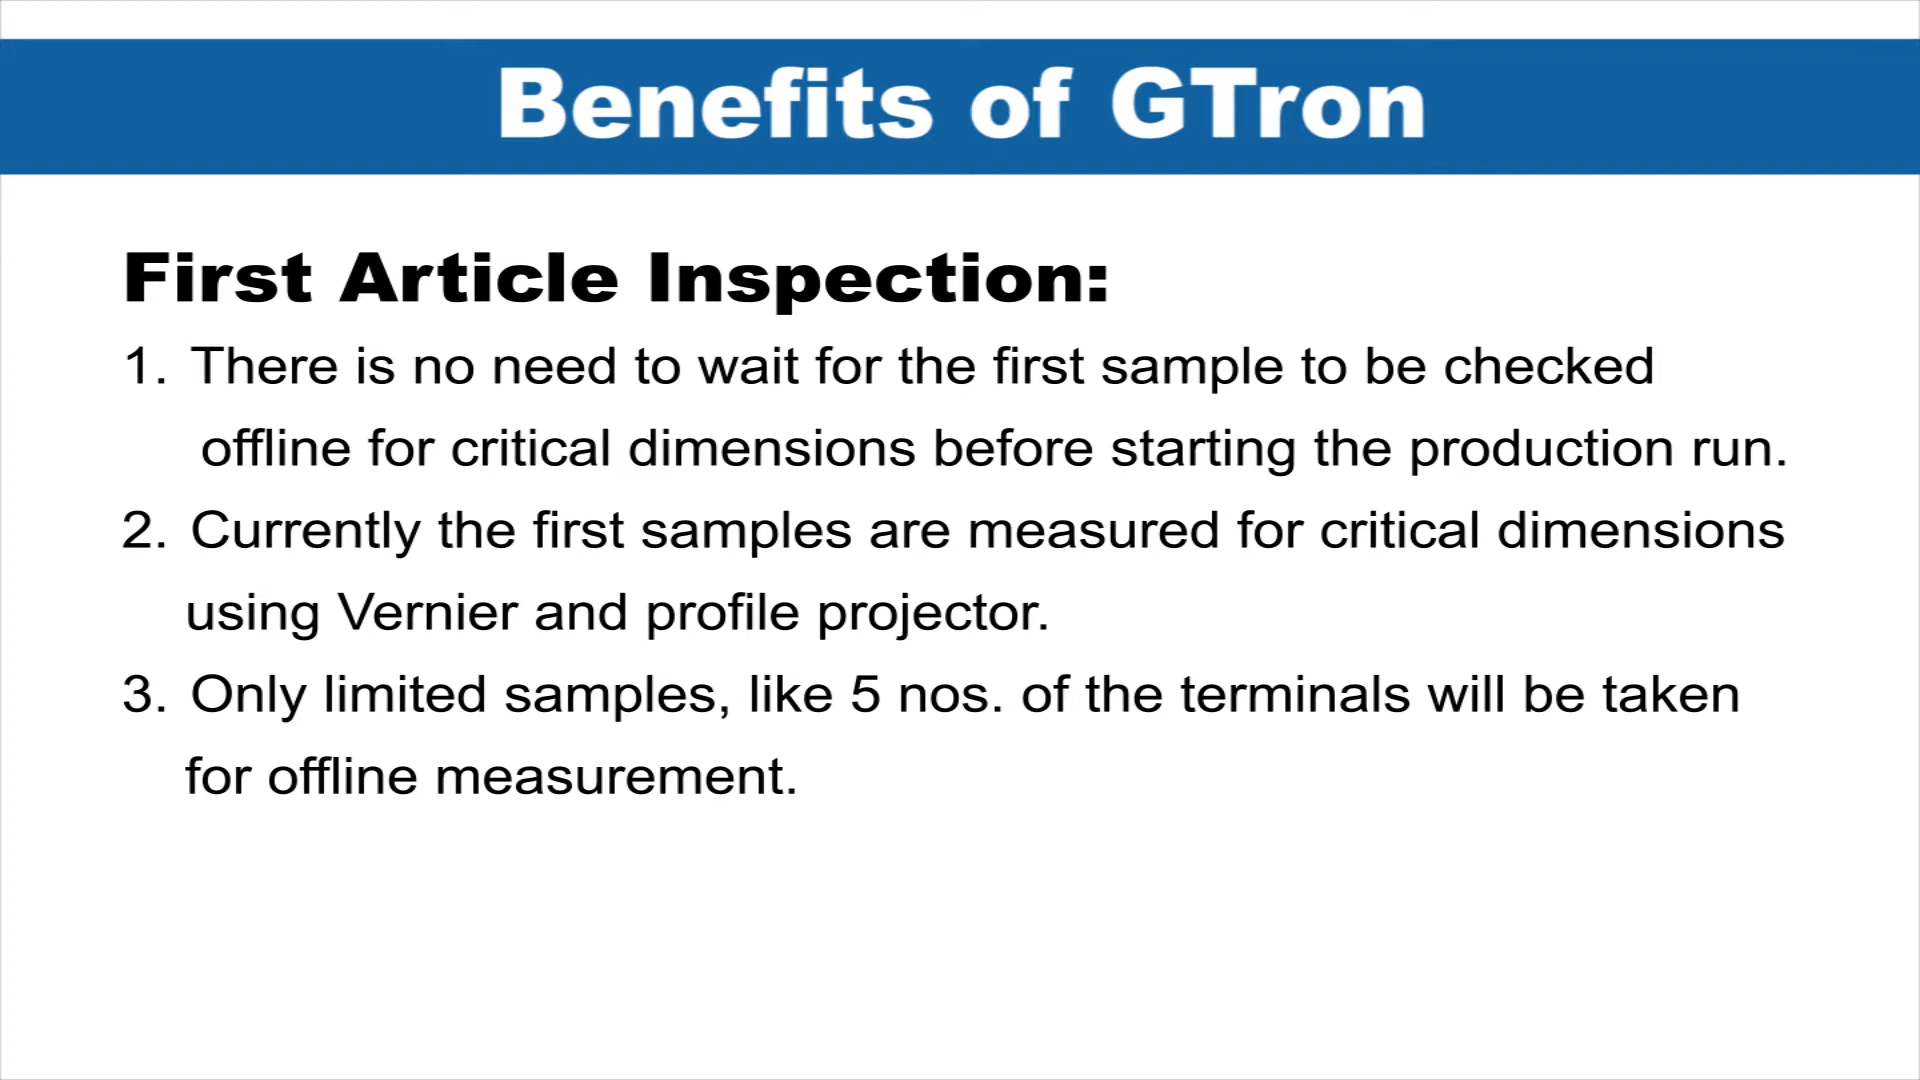 Benefits of GTron
First Article Inspection:
1. There is no need to wait for the first sample to be checked
offline for critical dimensions before starting the production run.
2. Currently the first samples are measured for critical dimensions
using Vernier and profile projector.
3. Only limited samples, like 5 nos. of the terminals will be taken
for offline measurement.